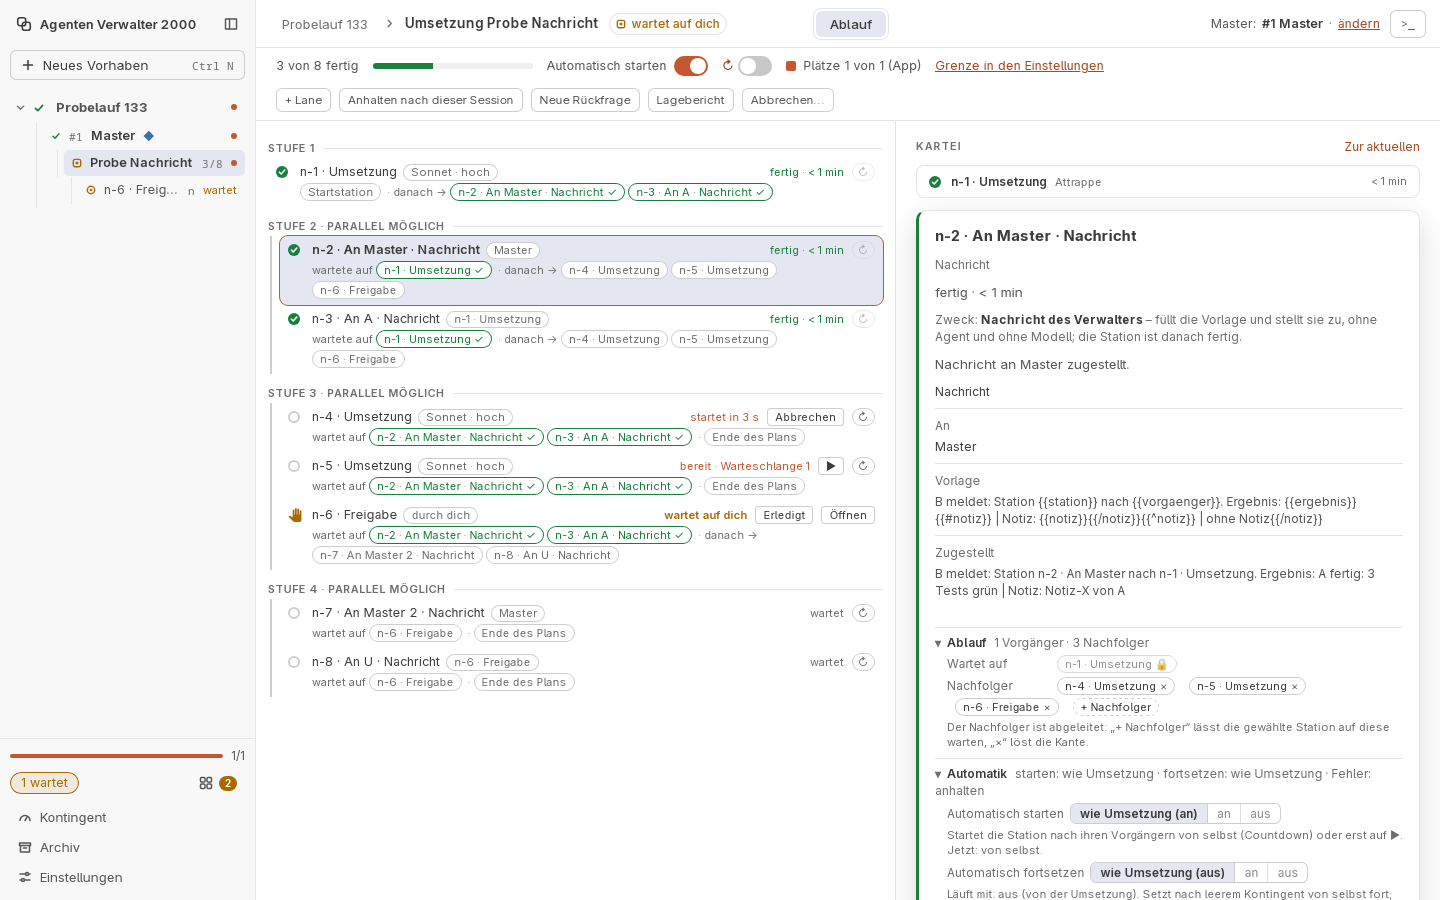 Agenten Verwalter 2000
Neues Vorhaben Ctrl N
Probelauf 133
#1 Master
Probe Nachricht 3/8
n-6 · Freig… n wartet
1/1
1 wartet 2
Kontingent
Archiv
Einstellungen
Probelauf 133 > Umsetzung Probe Nachricht wartet auf dich Ablauf Master: #1 Master · ändern >_
3 von 8 fertig Automatisch starten Plätze 1 von 1 (App) Grenze in den Einstellungen
+ Lane Anhalten nach dieser Session Neue Rückfrage Lagebericht Abbrechen…
STUFE 1
n-1 · Umsetzung Sonnet · hoch fertig · < 1 min
Startstation · danach → n-2 · An Master · Nachricht ✓ n-3 · An A · Nachricht ✓
STUFE 2 · PARALLEL MÖGLICH
n-2 · An Master · Nachricht Master fertig · < 1 min
wartete auf n-1 · Umsetzung ✓ · danach → n-4 · Umsetzung n-5 · Umsetzung
n-6 · Freigabe
n-3 · An A · Nachricht n-1 · Umsetzung fertig · < 1 min
wartete auf n-1 · Umsetzung ✓ · danach → n-4 · Umsetzung n-5 · Umsetzung
n-6 · Freigabe
STUFE 3 · PARALLEL MÖGLICH
n-4 · Umsetzung Sonnet · hoch startet in 3 s Abbrechen
wartet auf n-2 · An Master · Nachricht ✓ n-3 · An A · Nachricht ✓ · Ende des Plans
n-5 · Umsetzung Sonnet · hoch bereit · Warteschlange 1 ▶
wartet auf n-2 · An Master · Nachricht ✓ n-3 · An A · Nachricht ✓ · Ende des Plans
n-6 · Freigabe durch dich wartet auf dich Erledigt Öffnen
wartet auf n-2 · An Master · Nachricht ✓ n-3 · An A · Nachricht ✓ · danach →
n-7 · An Master 2 · Nachricht n-8 · An U · Nachricht
STUFE 4 · PARALLEL MÖGLICH
n-7 · An Master 2 · Nachricht Master wartet
wartet auf n-6 · Freigabe · Ende des Plans
n-8 · An U · Nachricht n-6 · Freigabe wartet
wartet auf n-6 · Freigabe · Ende des Plans
KARTEI Zur aktuellen
n-1 · Umsetzung Attrappe < 1 min
n-2 · An Master · Nachricht
Nachricht
fertig · < 1 min
Zweck: Nachricht des Verwalters – füllt die Vorlage und stellt sie zu, ohne
Agent und ohne Modell; die Station ist danach fertig.
Nachricht an Master zugestellt.
Nachricht
An
Master
Vorlage
B meldet: Station {{station}} nach {{vorgaenger}}. Ergebnis: {{ergebnis}}
{{#notiz}} | Notiz: {{notiz}}{{/notiz}}{{^notiz}} | ohne Notiz{{/notiz}}
Zugestellt
B meldet: Station n-2 · An Master nach n-1 · Umsetzung. Ergebnis: A fertig: 3
Tests grün | Notiz: Notiz-X von A
▼ Ablauf 1 Vorgänger · 3 Nachfolger
Wartet auf n-1 · Umsetzung 🔒
Nachfolger n-4 · Umsetzung × n-5 · Umsetzung ×
n-6 · Freigabe × + Nachfolger
Der Nachfolger ist abgeleitet: „+ Nachfolger“ lässt die gewählte Station auf diese
warten, „×“ löst die Kante.
▼ Automatik starten: wie Umsetzung · fortsetzen: wie Umsetzung · Fehler:
anhalten
Automatisch starten wie Umsetzung (an) an aus
Startet die Station nach ihren Vorgängern von selbst (Countdown) oder erst auf ▶.
Jetzt: von selbst.
Automatisch fortsetzen wie Umsetzung (aus) an aus
Läuft mit: aus (von der Umsetzung). Setzt nach leerem Kontingent von selbst fort;